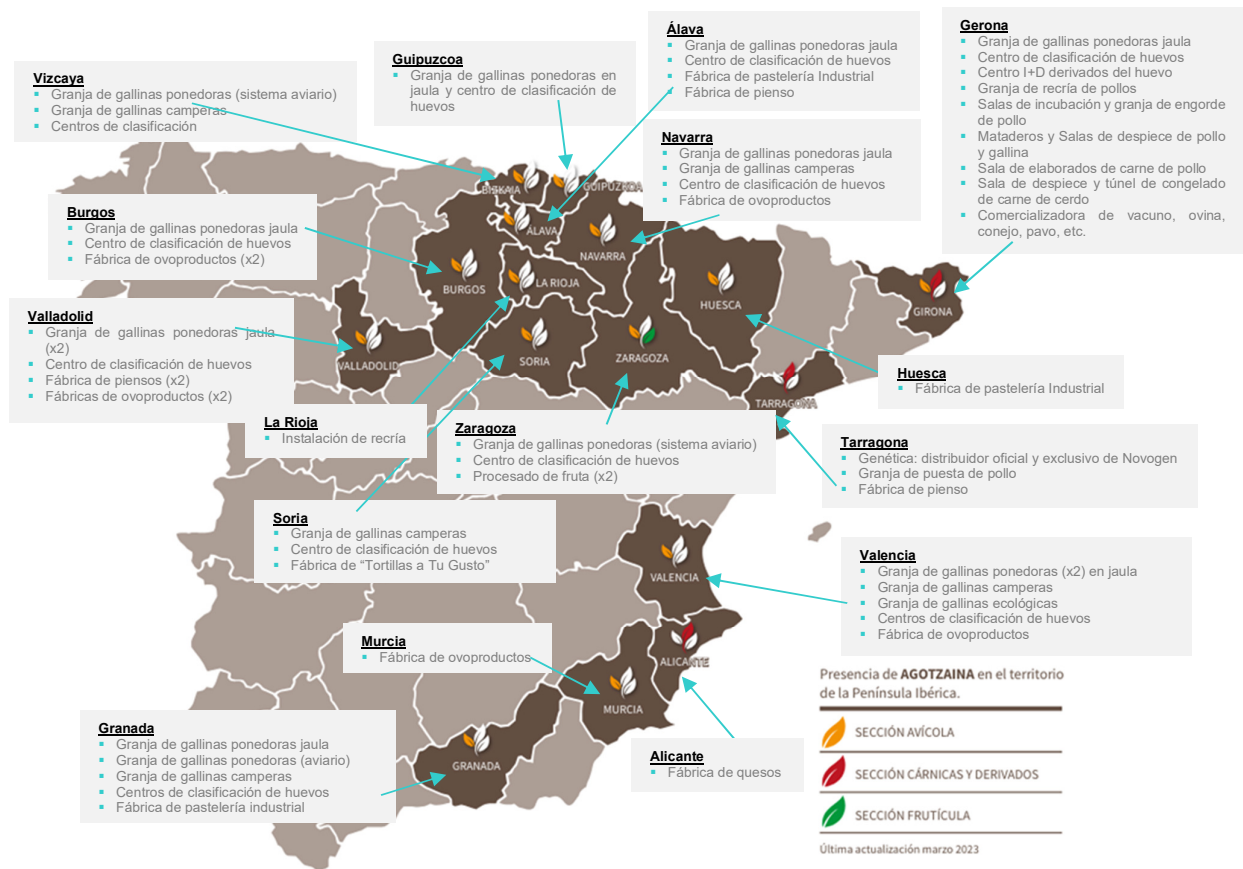 Vizcaya
Granja de gallinas ponedoras (sistema aviario)
Granja de gallinas camperas
Centros de clasificación
Guipuzcoa
Granja de gallinas ponedoras en
jaula y centro de clasificación de
huevos
Álava
Granja de gallinas ponedoras jaula
Centro de clasificación de huevos
Fábrica de pastelería Industrial
Fábrica de pienso
Gerona
Granja de gallinas ponedoras jaula
Centro de clasificación de huevos
Centro I+D derivados del huevo
Granja de recría de pollos
Salas de incubación y granja de engorde
de pollo
Mataderos y Salas de despiece de pollo
y gallina
Sala de elaborados de carne de pollo
Sala de despiece y túnel de congelado
de carne de cerdo
Comercializadora de vacuno, ovina,
conejo, pavo, etc.
Navarra
Granja de gallinas ponedoras jaula
Granja de gallinas camperas
Centro de clasificación de huevos
Fábrica de ovoproductos
Burgos
Granja de gallinas ponedoras jaula
Centro de clasificación de huevos
Fábrica de ovoproductos (x2)
Valladolid
Granja de gallinas ponedoras jaula
(x2)
Centro de clasificación de huevos
Fábrica de piensos (x2)
Fábricas de ovoproductos (x2)
BIZKAIA
GUIPUZKOA
ÁLAVA
NAVARRA
BURGOS
LA RIOJA
HUESCA
GIRONA
VALLADOLID
SORIA
ZARAGOZA
TARRAGONA
Huesca
Fábrica de pastelería Industrial
La Rioja
Instalación de recría
Zaragoza
Granja de gallinas ponedoras (sistema aviario)
Centro de clasificación de huevos
Procesado de fruta (x2)
Tarragona
Genética: distribuidor oficial y exclusivo de Novogen
Granja de puesta de pollo
Fábrica de pienso
Soria
Granja de gallinas camperas
Centro de clasificación de huevos
Fábrica de “Tortillas a Tu Gusto”
VALENCIA
Valencia
Granja de gallinas ponedoras (x2) en jaula
Granja de gallinas camperas
Granja de gallinas ecológicas
Centros de clasificación de huevos
Fábrica de ovoproductos
Murcia
Fábrica de ovoproductos
ALICANTE
MURCIA
GRANADA
Granada
Granja de gallinas ponedoras jaula
Granja de gallinas ponedoras (aviario)
Granja de gallinas camperas
Centros de clasificación de huevos
Fábrica de pastelería industrial
Alicante
Fábrica de quesos
Presencia de AGOTZAINA en el territorio
de la Península Ibérica.
SECCIÓN AVÍCOLA
SECCIÓN CÁRNICAS Y DERIVADOS
SECCIÓN FRUTÍCULA
Última actualización marzo 2023